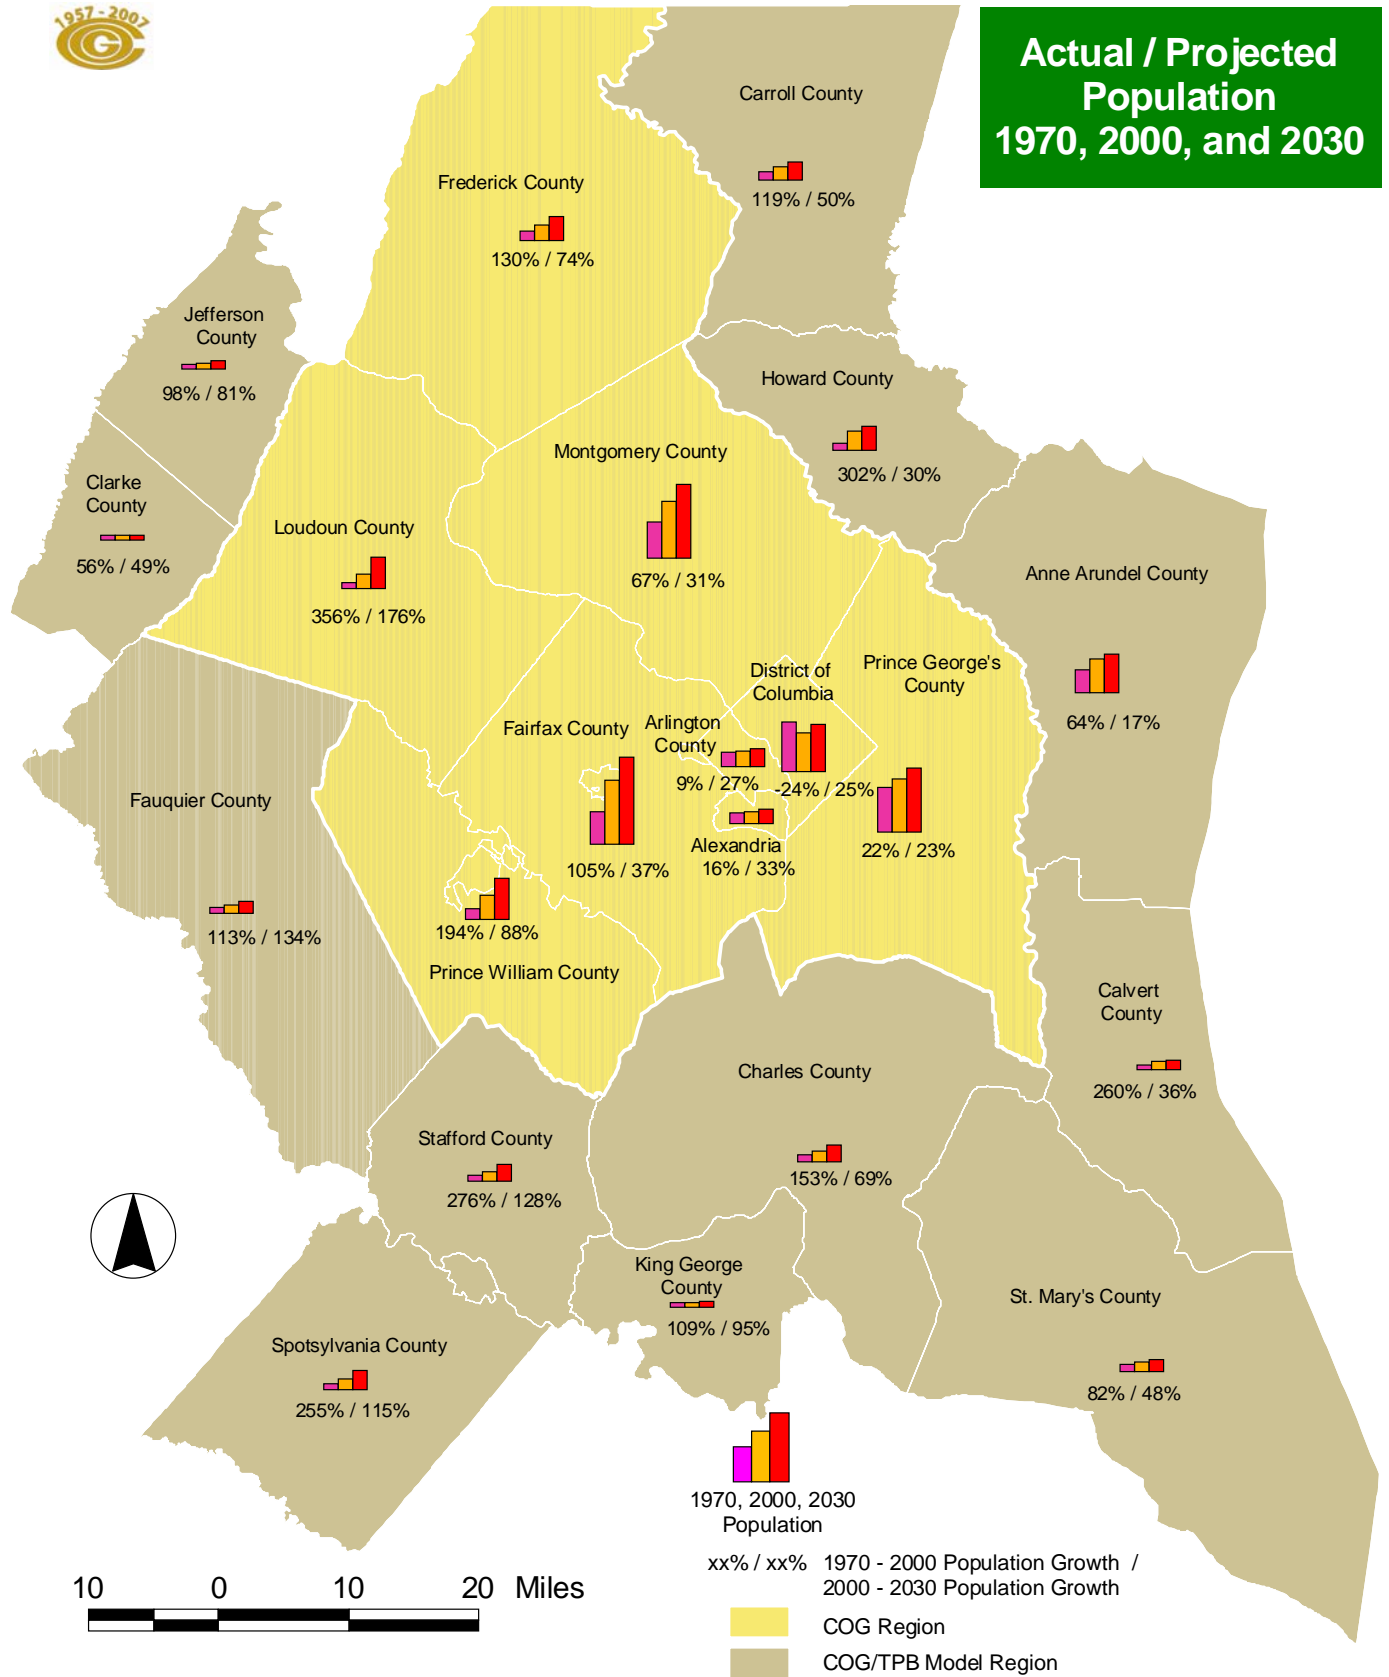 1957 - 2007
COG
Actual / Projected
Population
1970, 2000, and 2030
Carroll County
119% / 50%
Frederick County
130% / 74%
Jefferson
County
98% / 81%
Howard County
302% / 30%
Montgomery County
67% / 31%
Clarke
County
56% / 49%
Loudoun County
356% / 176%
Anne Arundel County
64% / 17%
Prince George's
County
22% / 23%
District of
Columbia
-24% / 25%
Arlington
County
9% / 27%
Fairfax County
105% / 37%
Alexandria
16% / 33%
Fauquier County
113% / 134%
194% / 88%
Prince William County
Calvert
County
260% / 36%
Charles County
153% / 69%
Stafford County
276% / 128%
King George
County
109% / 95%
St. Mary's County
82% / 48%
Spotsylvania County
255% / 115%
1970, 2000, 2030
Population
xx% / xx% 1970 - 2000 Population Growth /
2000 - 2030 Population Growth
10 0 10 20 Miles
COG Region
COG/TPB Model Region